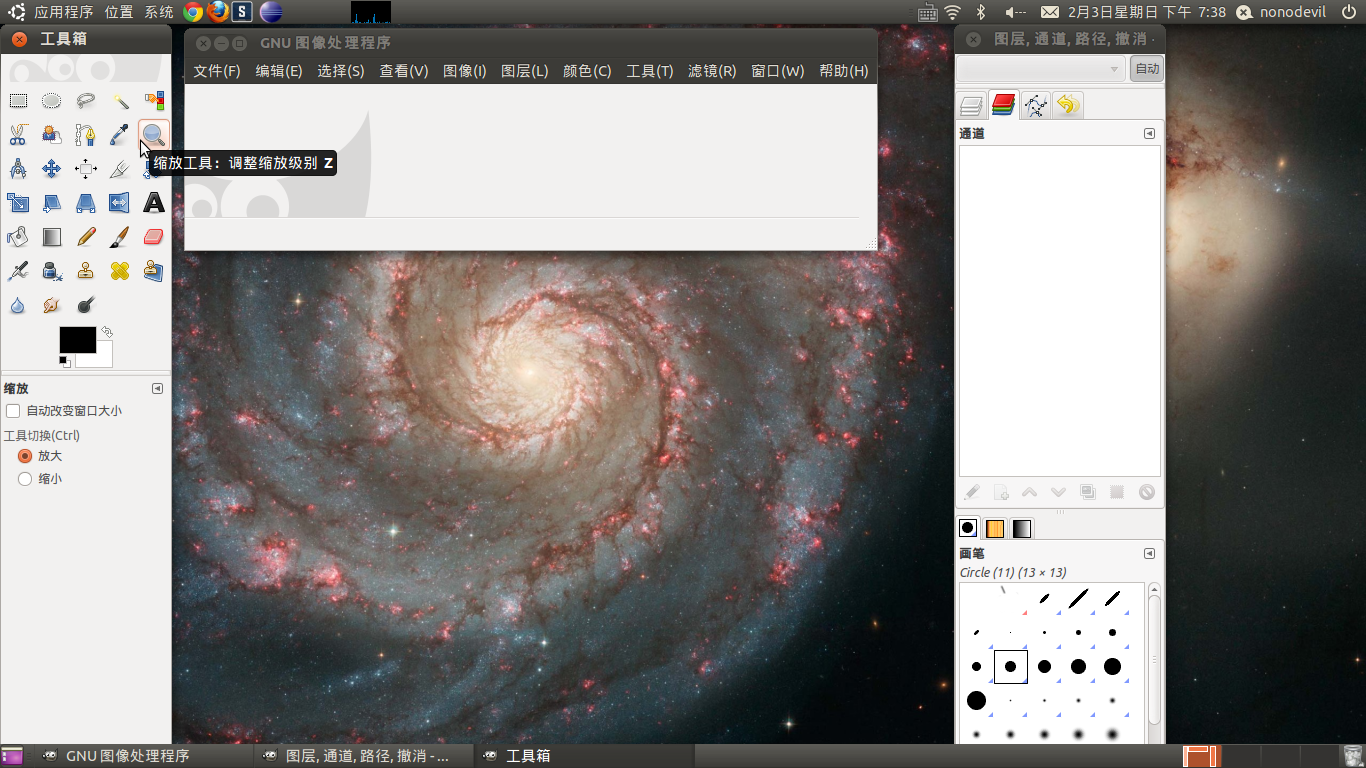 应用程序 位置 系统
2月3日星期日 下午 7:38 nonodevil
工具箱
GNU 图像处理程序
文件(F) 编辑(E) 选择(S) 查看(V) 图像(I) 图层(L) 颜色(C) 工具(T) 滤镜(R) 窗口(W) 帮助(H)
缩放工具：调整缩放级别 Z
缩放
自动改变窗口大小
工具切换(Ctrl)
放大
缩小
图层, 通道, 路径, 撤消 -
自动
通道
画笔
Circle (11) (13 × 13)
GNU 图像处理程序
图层, 通道, 路径, 撤消 - ...
工具箱